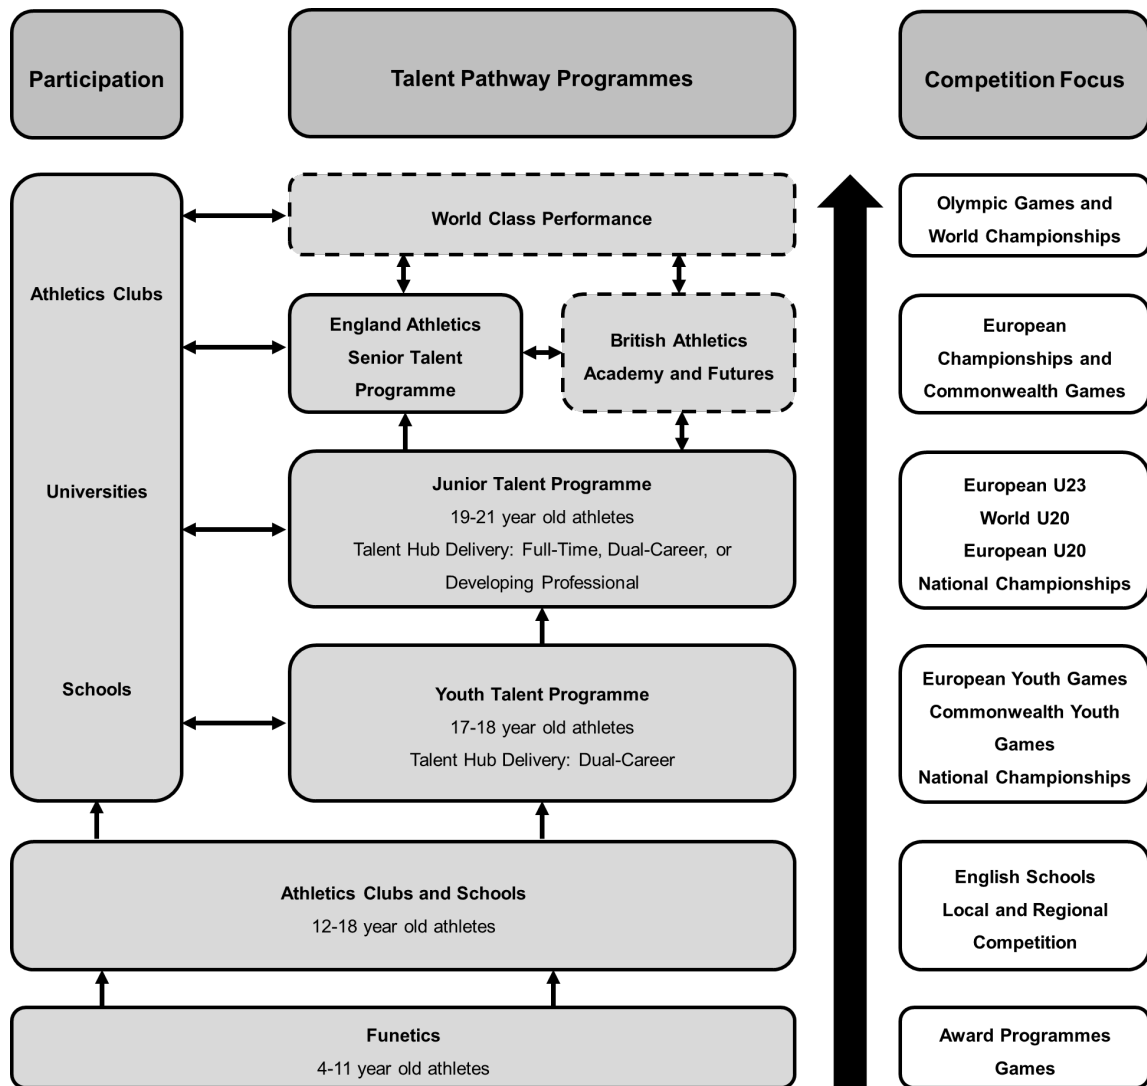 Participation
Talent Pathway Programmes
Competition Focus
Athletics Clubs
Universities
Schools
World Class Performance
Olympic Games and
World Championships
England Athletics
Senior Talent
Programme
British Athletics
Academy and Futures
European
Championships and
Commonwealth Games
Junior Talent Programme
19-21 year old athletes
Talent Hub Delivery: Full-Time, Dual-Career, or
Developing Professional
European U23
World U20
European U20
National Championships
Youth Talent Programme
17-18 year old athletes
Talent Hub Delivery: Dual-Career
European Youth Games
Commonwealth Youth
Games
National Championships
Athletics Clubs and Schools
12-18 year old athletes
English Schools
Local and Regional
Competition
Funetics
4-11 year old athletes
Award Programmes
Games